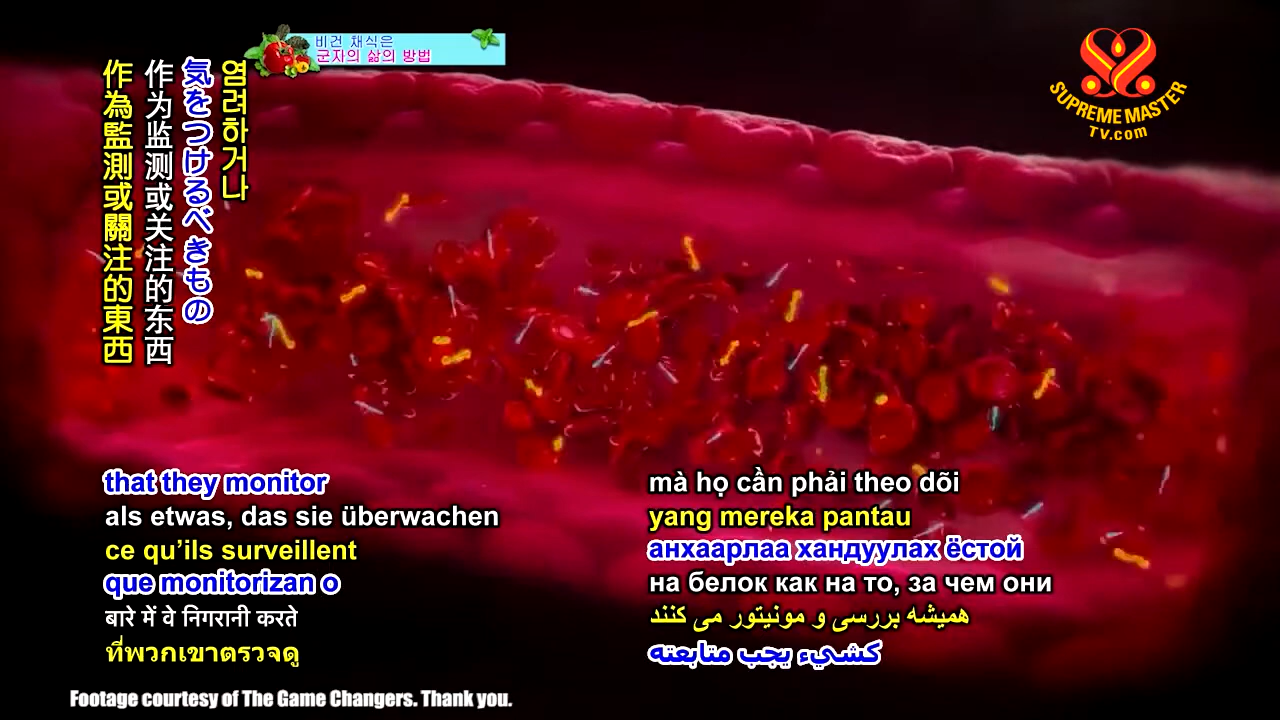 비건 채식은
군자의 삶의 방법
SUPREME MASTER
TV.com
염려하거나
気をつけるべきもの
作为监测或关注的东西
作為監測或關注的東西
that they monitor
als etwas, das sie überwachen
ce qu’ils surveillent
que monitorizan o
बारे में वे निगरानी करते
ที่พวกเขาตรวจดู
mà họ cần phải theo dõi
yang mereka pantau
анхаарлаа хандуулах ёстой
на белок как на то, за чем они
همیشه بررسی و مونیتور می کنند
كشيء يجب متابعته
Footage courtesy of The Game Changers. Thank you.